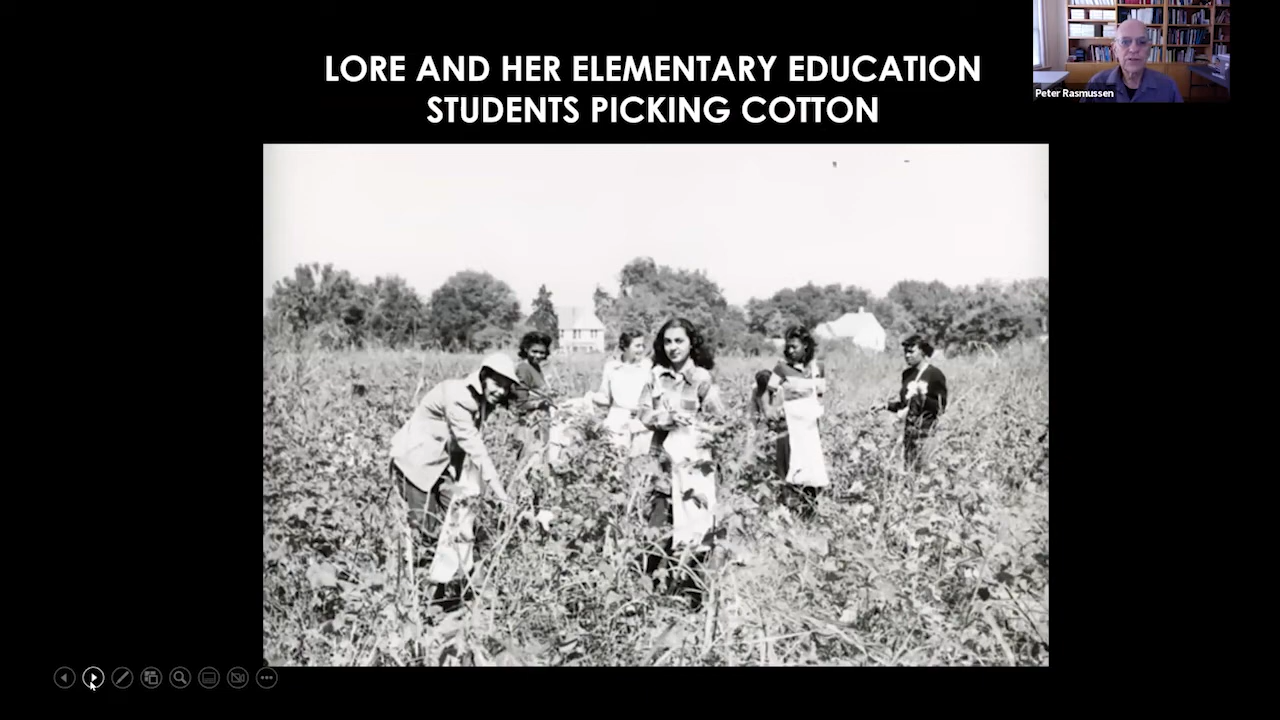 LORE AND HER ELEMENTARY EDUCATION
STUDENTS PICKING COTTON
Peter Rasmussen